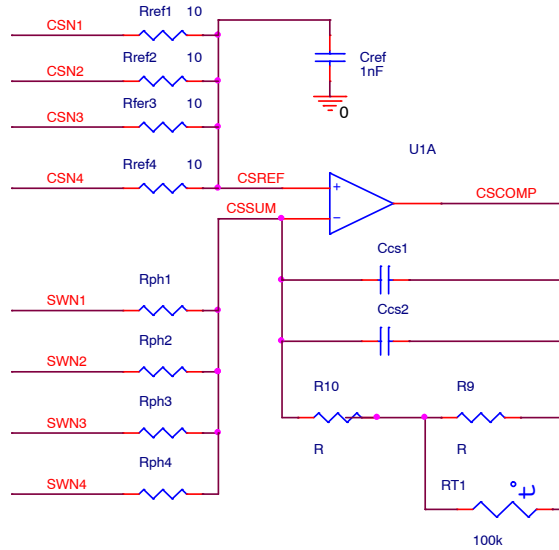 Rref1 10
CSN1
Rref2 10
CSN2
Cref
1nF
Rfer3 10
CSN3
0
U1A
Rref4 10
CSN4
CSREF
+
CSCOMP
CSSUM
−
Ccs1
Rph1
SWN1
Ccs2
Rph2
SWN2
Rph3
R10
R9
SWN3
R
R
Rph4
SWN4
RT1
t
100k